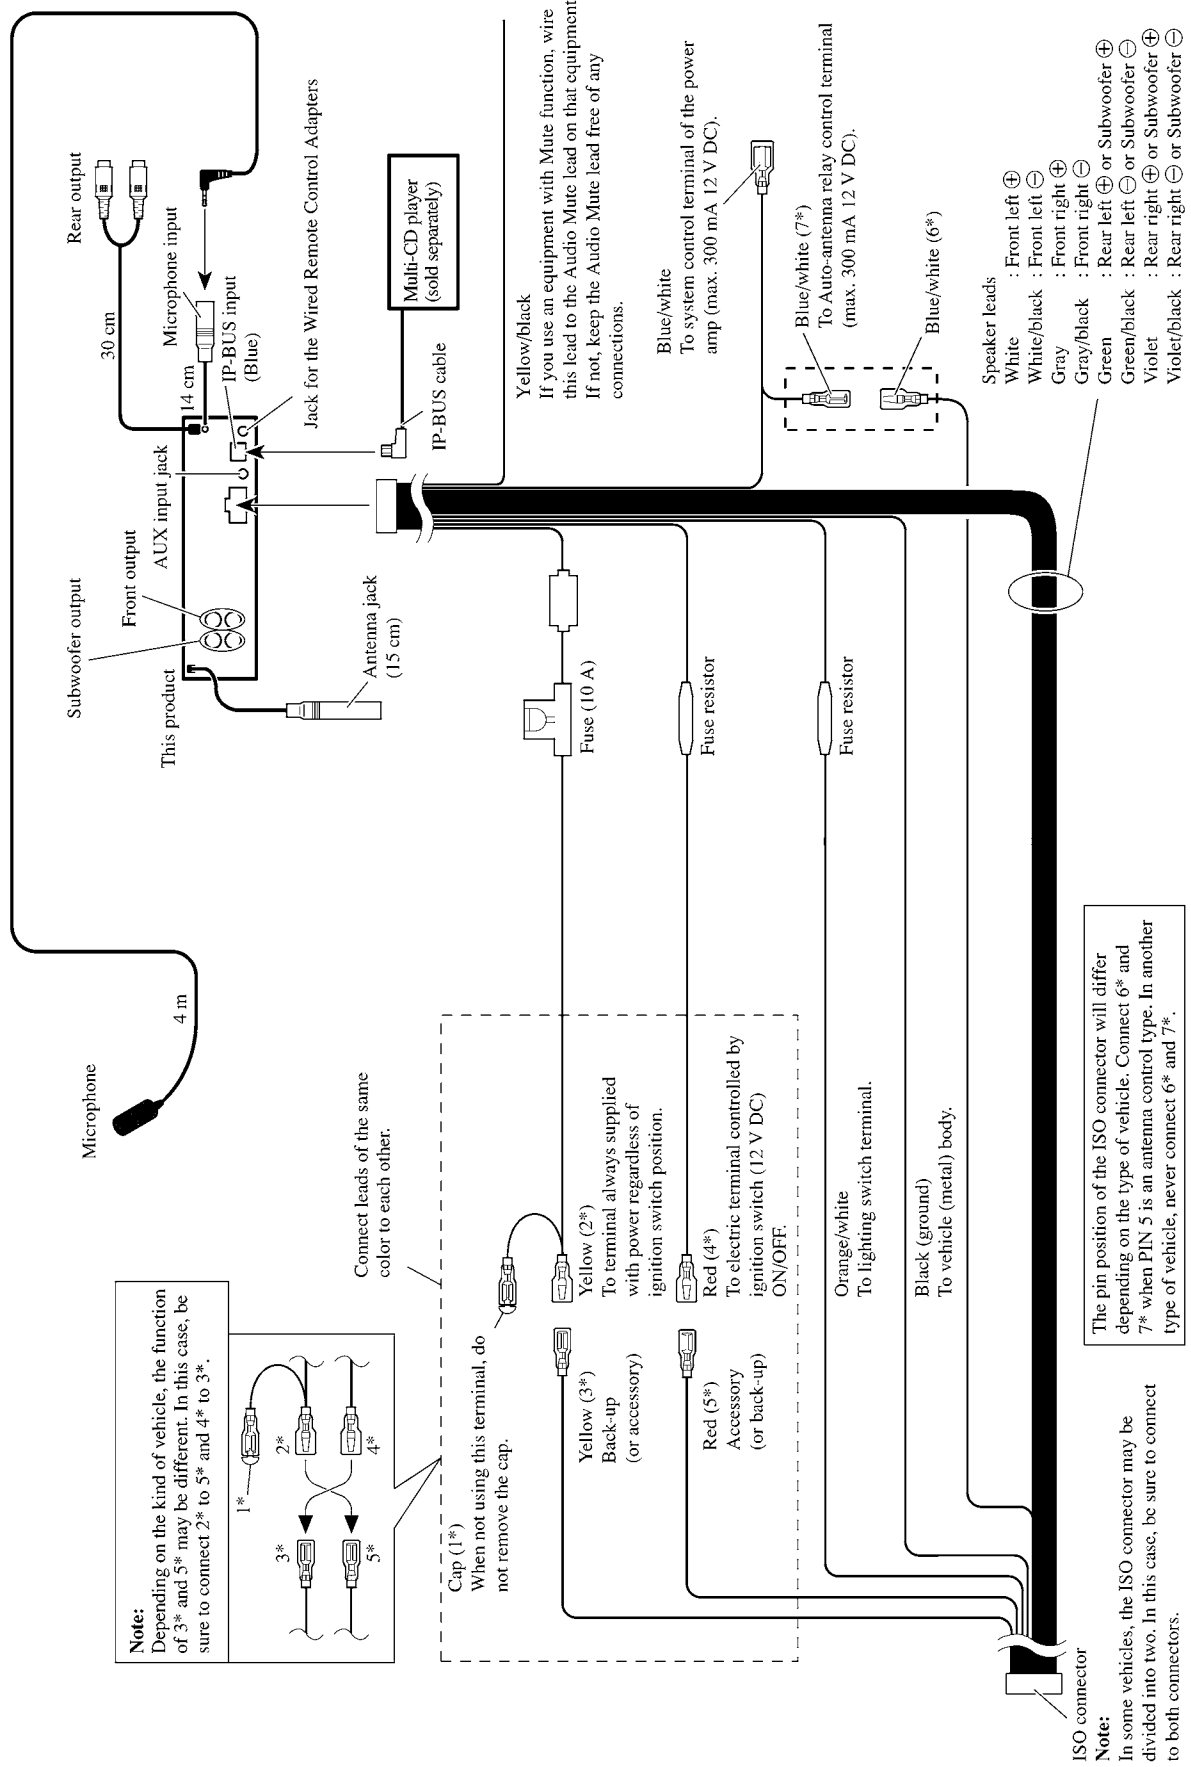 Rear output
30 cm
Microphone input
14 cm
IP-BUS input
(Blue)
Jack for the Wired Remote Control Adapters
AUX input jack
Front output
Subwoofer output
This product
Antenna jack
(15 cm)
Multi-CD player
(sold separately)
IP-BUS cable
Microphone
4 m
Yellow/black
If you use an equipment with Mute function, wire
this lead to the Audio Mute lead on that equipment
If not, keep the Audio Mute lead free of any
connections.
Blue/white
To system control terminal of the power
amp (max. 300 mA 12 V DC).
Blue/white (7*)
To Auto-antenna relay control terminal
(max. 300 mA 12 V DC).
Blue/white (6*)
Fuse (10 A)
Fuse resistor
Fuse resistor
Note:
Depending on the kind of vehicle, the function
of 3* and 5* may be different. In this case, be
sure to connect 2* to 5* and 4* to 3*.
1*
2*
4*
3*
5*
Connect leads of the same
color to each other.
Cap (1*)
When not using this terminal, do
not remove the cap.
Yellow (2*)
To terminal always supplied
with power regardless of
ignition switch position.
Yellow (3*)
Back-up
(or accessory)
Red (4*)
To electric terminal controlled by
ignition switch (12 V DC)
ON/OFF.
Red (5*)
Accessory
(or back-up)
Orange/white
To lighting switch terminal.
Black (ground)
To vehicle (metal) body.
Speaker leads
White : Front left ⊕
White/black : Front left ⊖
Gray : Front right ⊕
Gray/black : Front right ⊖
Green : Rear left ⊕ or Subwoofer ⊕
Green/black : Rear left ⊖ or Subwoofer ⊖
Violet : Rear right ⊕ or Subwoofer ⊕
Violet/black : Rear right ⊖ or Subwoofer ⊖
The pin position of the ISO connector will differ
depending on the type of vehicle. Connect 6* and
7* when PIN 5 is an antenna control type. In another
type of vehicle, never connect 6* and 7*.
ISO connector
Note:
In some vehicles, the ISO connector may be
divided into two. In this case, be sure to connect
to both connectors.